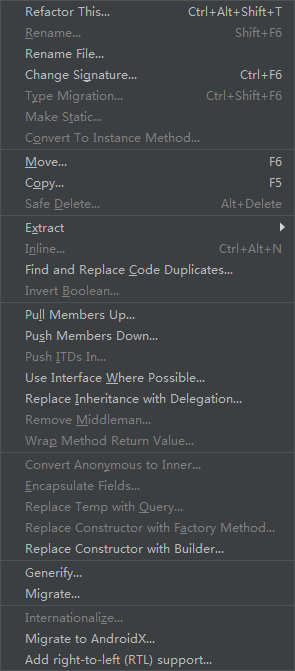 Refactor This... Ctrl+Alt+Shift+T
Rename... Shift+F6
Rename File...
Change Signature... Ctrl+F6
Type Migration... Ctrl+Shift+F6
Make Static...
Convert To Instance Method...
Move... F6
Copy... F5
Safe Delete... Alt+Delete
Extract
Inline... Ctrl+Alt+N
Find and Replace Code Duplicates...
Invert Boolean...
Pull Members Up...
Push Members Down...
Push ITDs In...
Use Interface Where Possible...
Replace Inheritance with Delegation...
Remove Middleman...
Wrap Method Return Value...
Convert Anonymous to Inner...
Encapsulate Fields...
Replace Temp with Query...
Replace Constructor with Factory Method...
Replace Constructor with Builder...
Generify...
Migrate...
Internationalize...
Migrate to AndroidX...
Add right-to-left (RTL) support...